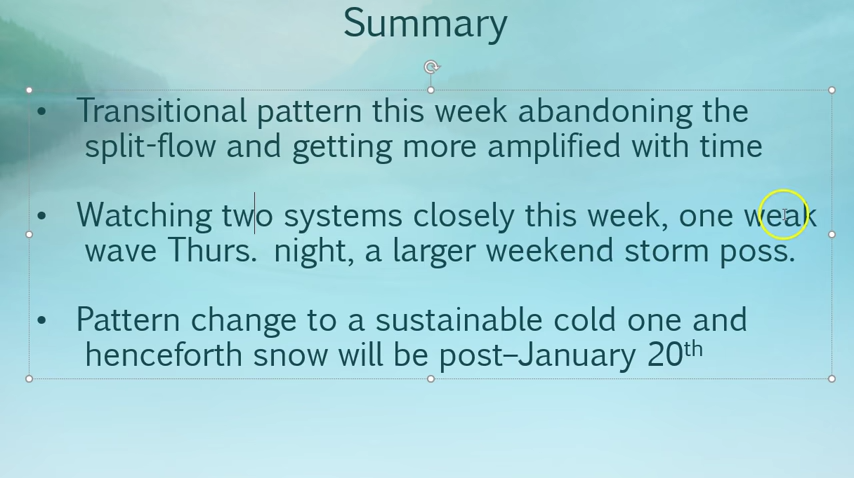 Summary
• Transitional pattern this week abandoning the
split-flow and getting more amplified with time
• Watching two systems closely this week, one weak
wave Thurs. night, a larger weekend storm poss.
• Pattern change to a sustainable cold one and
henceforth snow will be post–January 20th